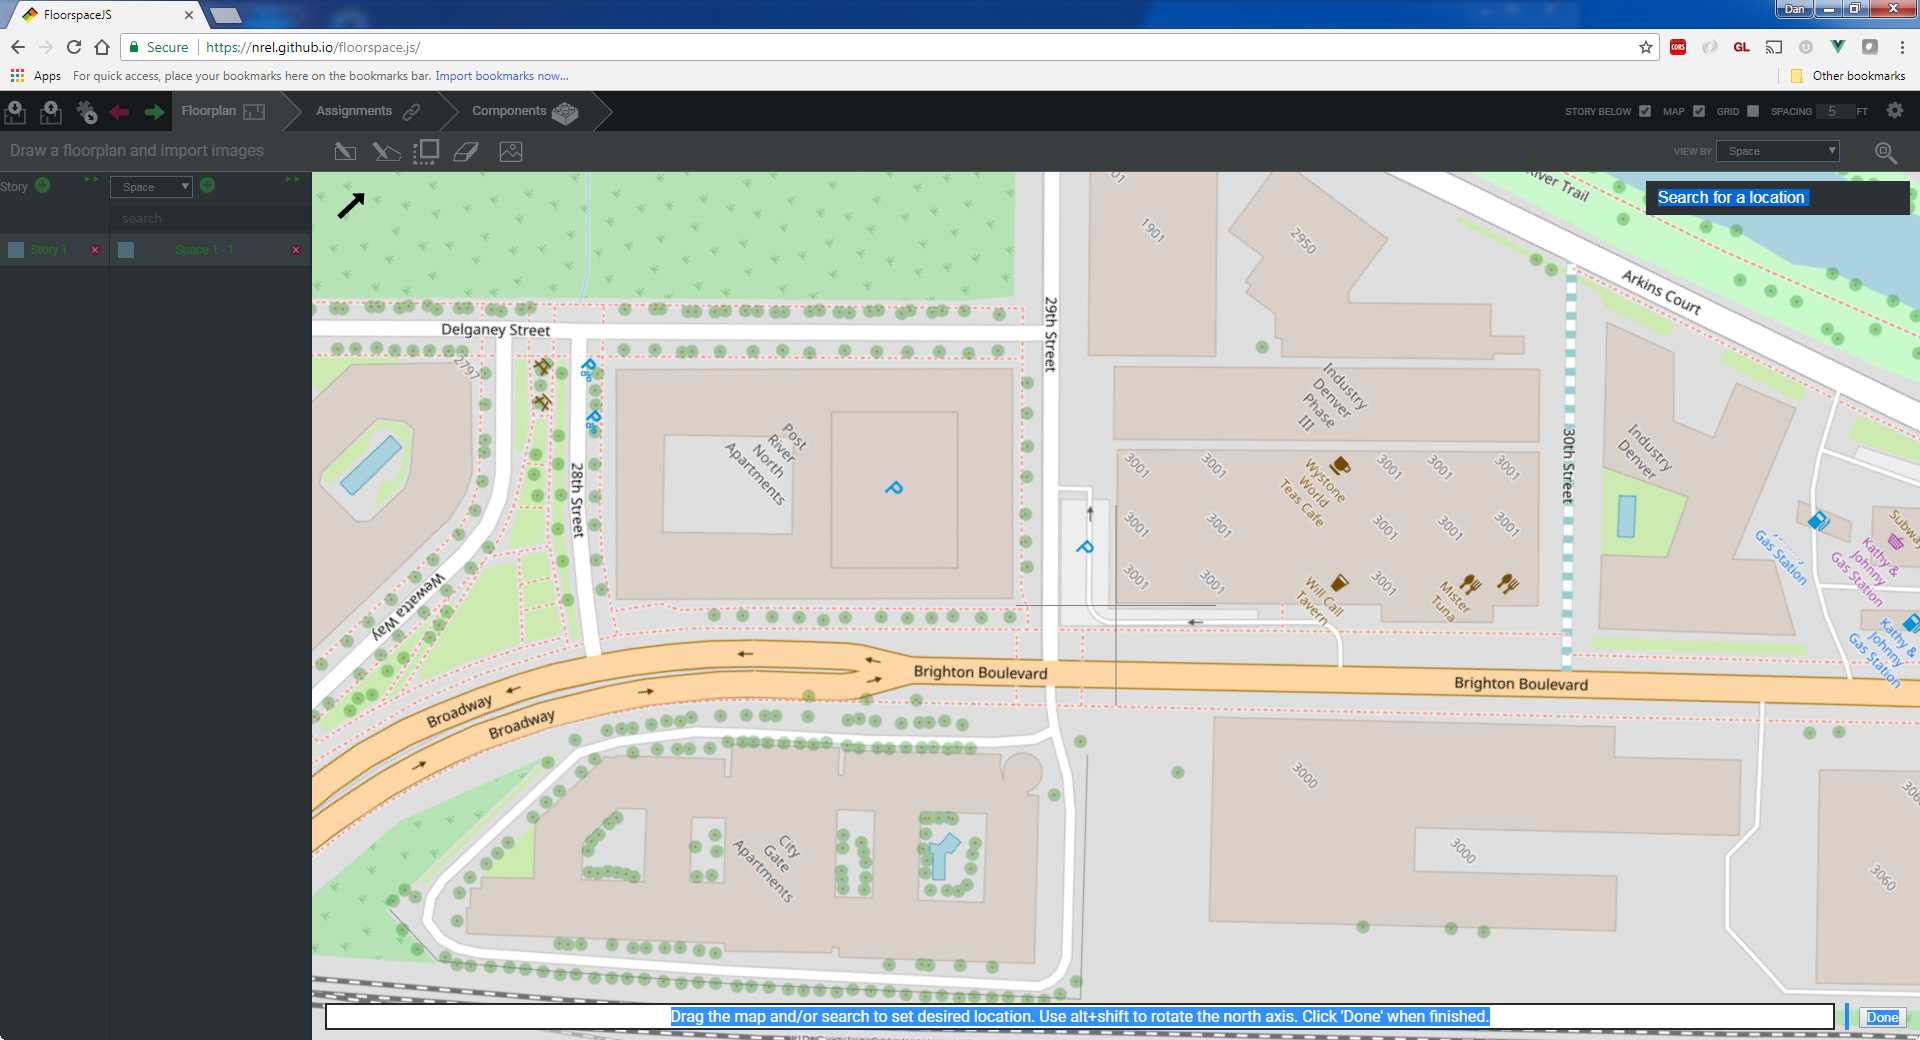 FloorspaceJS
Dan
Secure
https://nrel.github.io/floorspace.js/
CORS
GL
Apps
For quick access, place your bookmarks here on the bookmarks bar. Import bookmarks now...
Other bookmarks
Floorplan
Assignments
Components
STORY BELOW
MAP
GRID
SPACING
5
FT
Draw a floorplan and import images
VIEW BY
Space
Story
Space
search
Story 1
Space 1 - 1
Search for a location
River Trail
Arkins Court
1901
2950
Delganey Street
2797
29th Street
28th Street
30th Street
Wewatta Way
Post
River
North
Apartments
P
P
P
P
Industry
Denver
Phase
III
Industry
Denver
3001
3001
3001
3001
3001
3001
3001
3001
3001
3001
3001
3001
3001
Wystone
World
Teas Cafe
Will Call
Tavern
Mister
Tuna
Gas Station
Subway
Kathy &
Johnny
Gas Station
Kathy &
Johnny
Gas Station
Brighton Boulevard
Brighton Boulevard
Broadway
Broadway
City
Gate
Apartments
3000
3000
3060
Drag the map and/or search to set desired location. Use alt+shift to rotate the north axis. Click 'Done' when finished.
Done